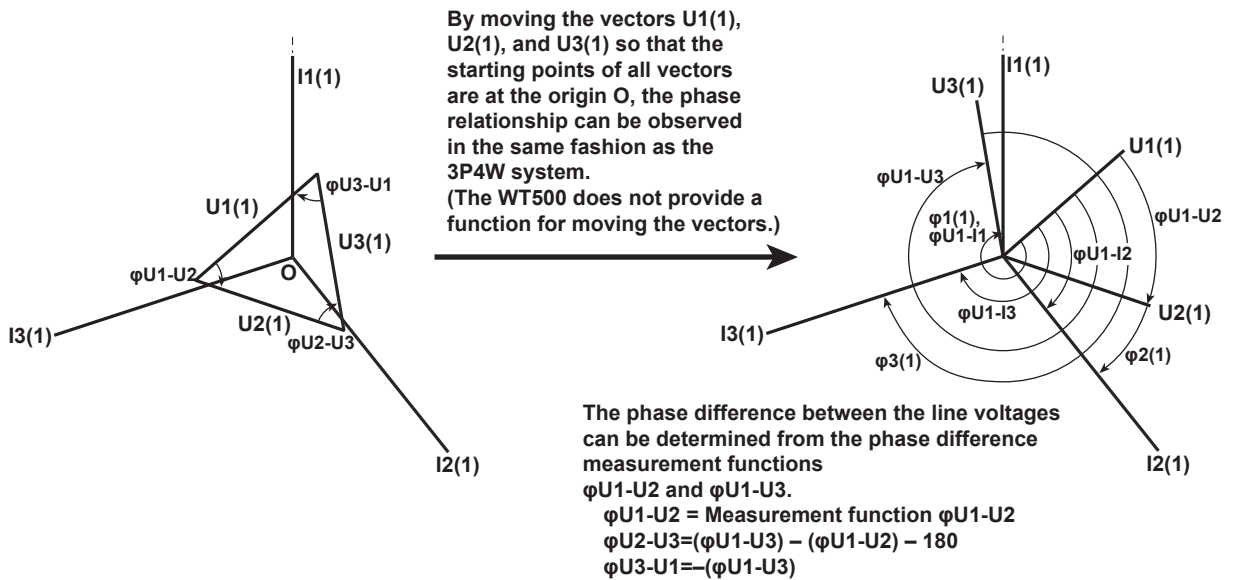 By moving the vectors U1(1),
U2(1), and U3(1) so that the
starting points of all vectors
are at the origin O, the phase
relationship can be observed
in the same fashion as the
3P4W system.
(The WT500 does not provide a
function for moving the vectors.)
I1(1)
φU3-U1
U1(1)
U3(1)
φU1-U2
O
U2(1)
φU2-U3
I3(1)
I2(1)
I1(1)
U3(1)
U1(1)
φU1-U3
φU1-U2
φ1(1),
φU1-I1
φU1-I2
φU1-I3
U2(1)
I3(1)
φ3(1)
φ2(1)
I2(1)
The phase difference between the line voltages
can be determined from the phase difference
measurement functions
φU1-U2 and φU1-U3.
φU1-U2 = Measurement function φU1-U2
φU2-U3=(φU1-U3) – (φU1-U2) – 180
φU3-U1=–(φU1-U3)